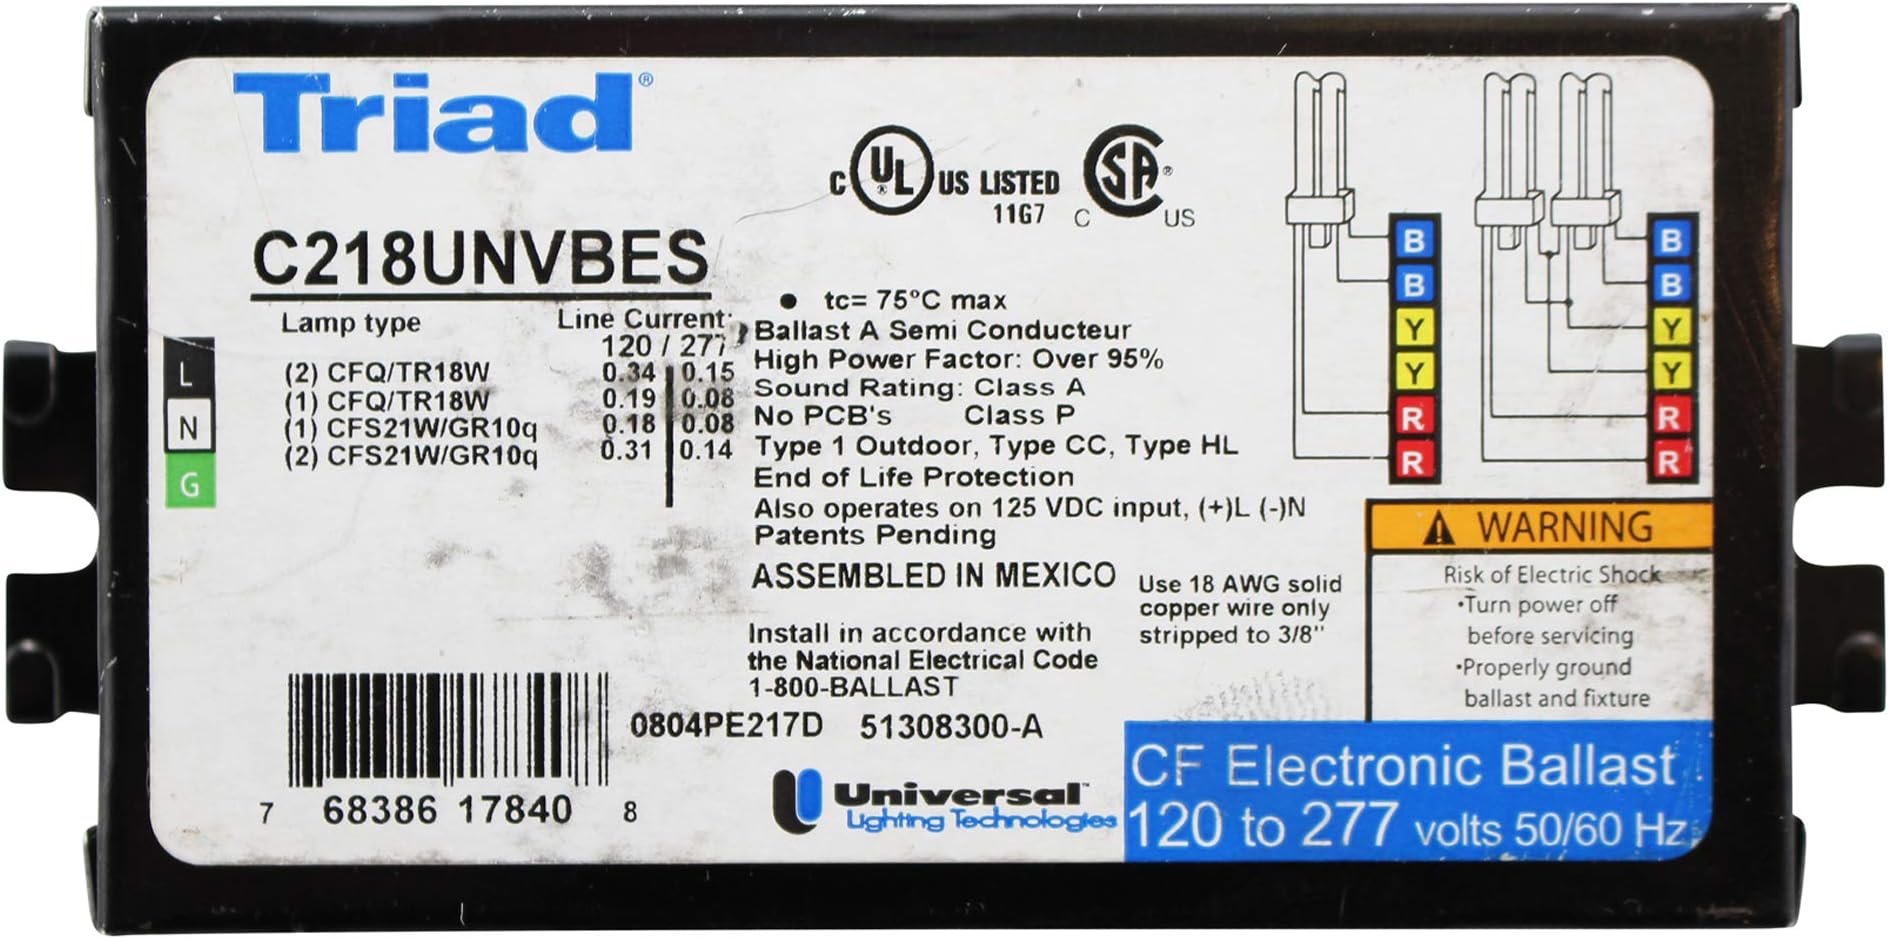 Triad®
C UL ® US LISTED
11G7
C SA ® US
C218UNVBES
Lamp type Line Current:
120 / 277
(2) CFQ/TR18W 0.34 0.15
(1) CFQ/TR18W 0.19 0.08
(1) CFS21W/GR10q 0.18 0.08
(2) CFS21W/GR10q 0.31 0.14
L
N
G
● tc= 75°C max
Ballast A Semi Conducteur
High Power Factor: Over 95%
Sound Rating: Class A
No PCB's Class P
Type 1 Outdoor, Type CC, Type HL
End of Life Protection
Also operates on 125 VDC input, (+)L (-)N
Patents Pending
ASSEMBLED IN MEXICO
Install in accordance with
the National Electrical Code
1-800-BALLAST
Use 18 AWG solid
copper wire only
stripped to 3/8"
B
B
Y
Y
R
R
B
B
Y
Y
R
R
WARNING
Risk of Electric Shock
•Turn power off
before servicing
•Properly ground
ballast and fixture
0804PE217D 51308300-A
7 68386 17840 8
Universal™
Lighting Technologies
CF Electronic Ballast
120 to 277 volts 50/60 Hz